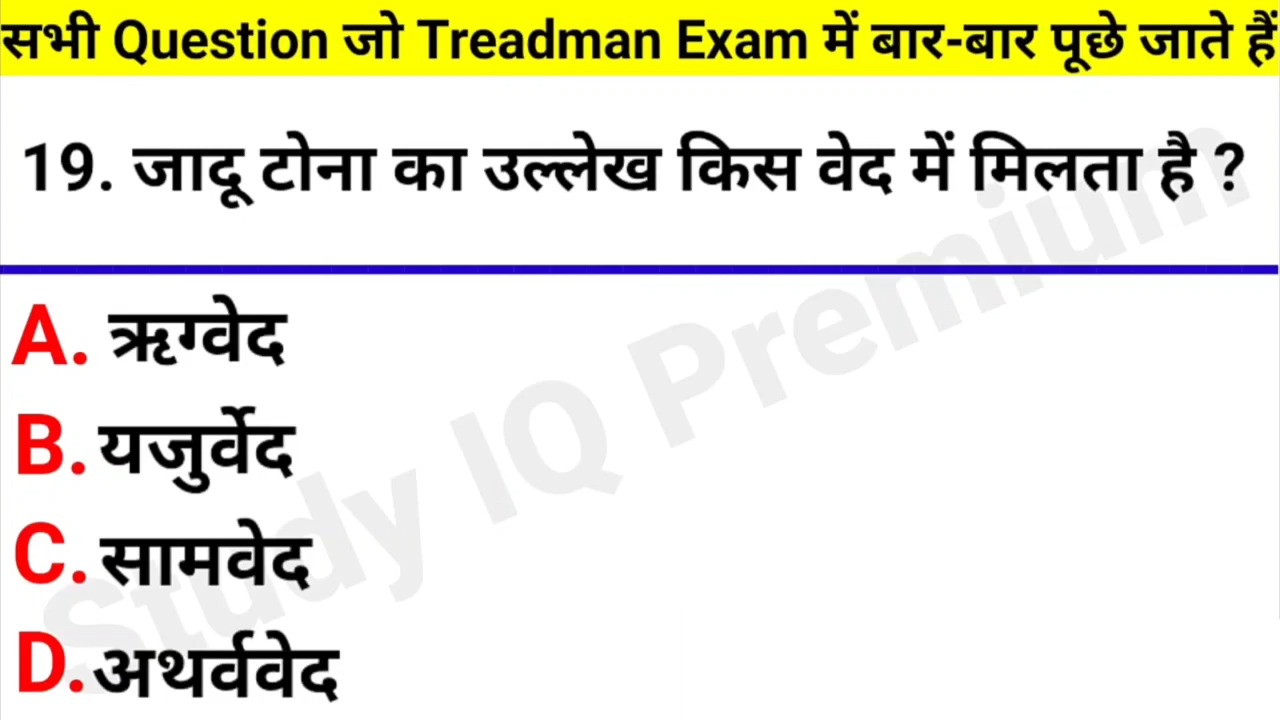 सभी Question जो Treadman Exam में बार-बार पूछे जाते हैं
19. जादू टोना का उल्लेख किस वेद में मिलता है ?
A. ऋग्वेद
B. यजुर्वेद
C. सामवेद
D. अथर्ववेद
Study IQ Premium